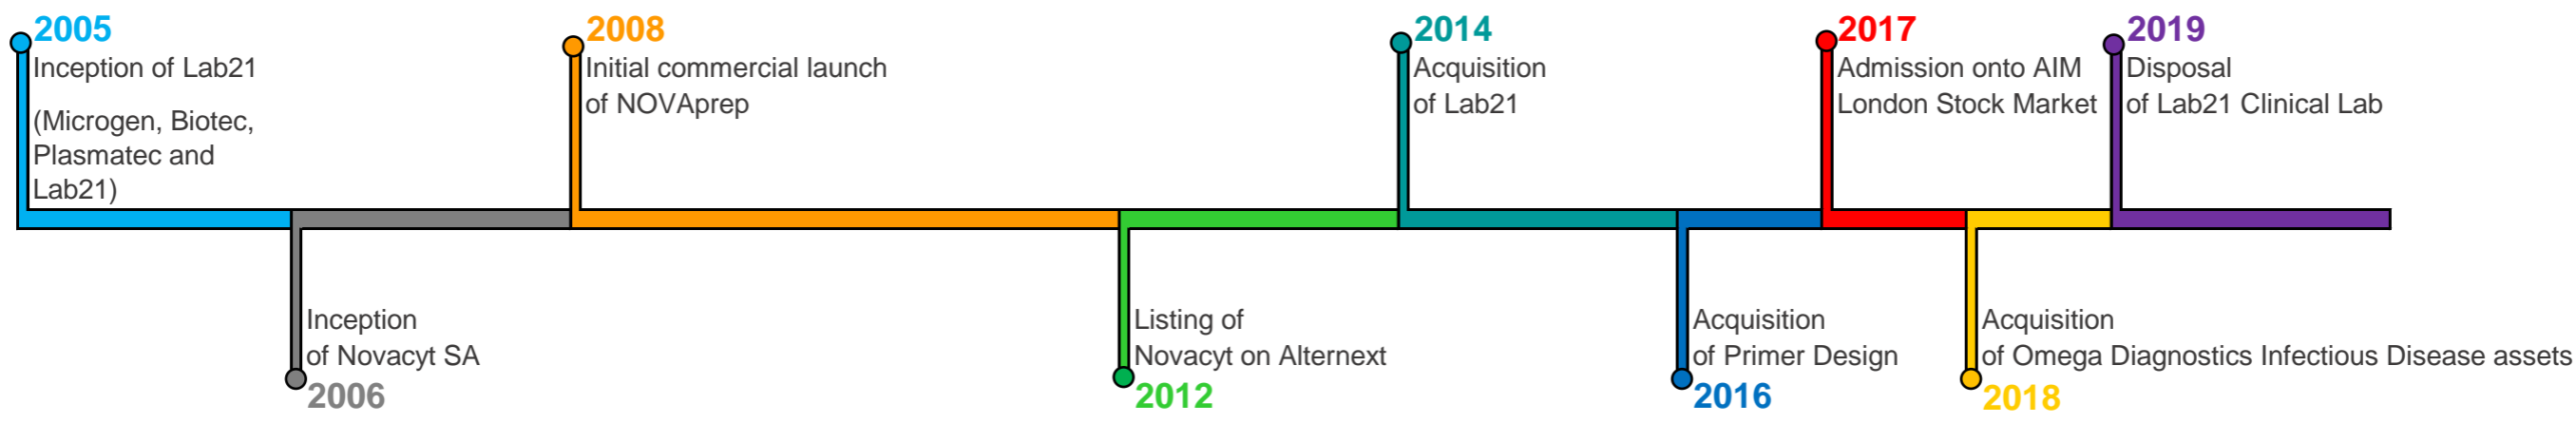 2005
Inception of Lab21
(Microgen, Biotec,
Plasmatec and
Lab21)
Inception
of Novacyt SA
2006
2008
Initial commercial launch
of NOVAprep
Listing of
Novacyt on Alternext
2012
2014
Acquisition
of Lab21
Acquisition
of Primer Design
2016
2017
Admission onto AIM
London Stock Market
Acquisition
of Omega Diagnostics Infectious Disease assets
2018
2019
Disposal
of Lab21 Clinical Lab